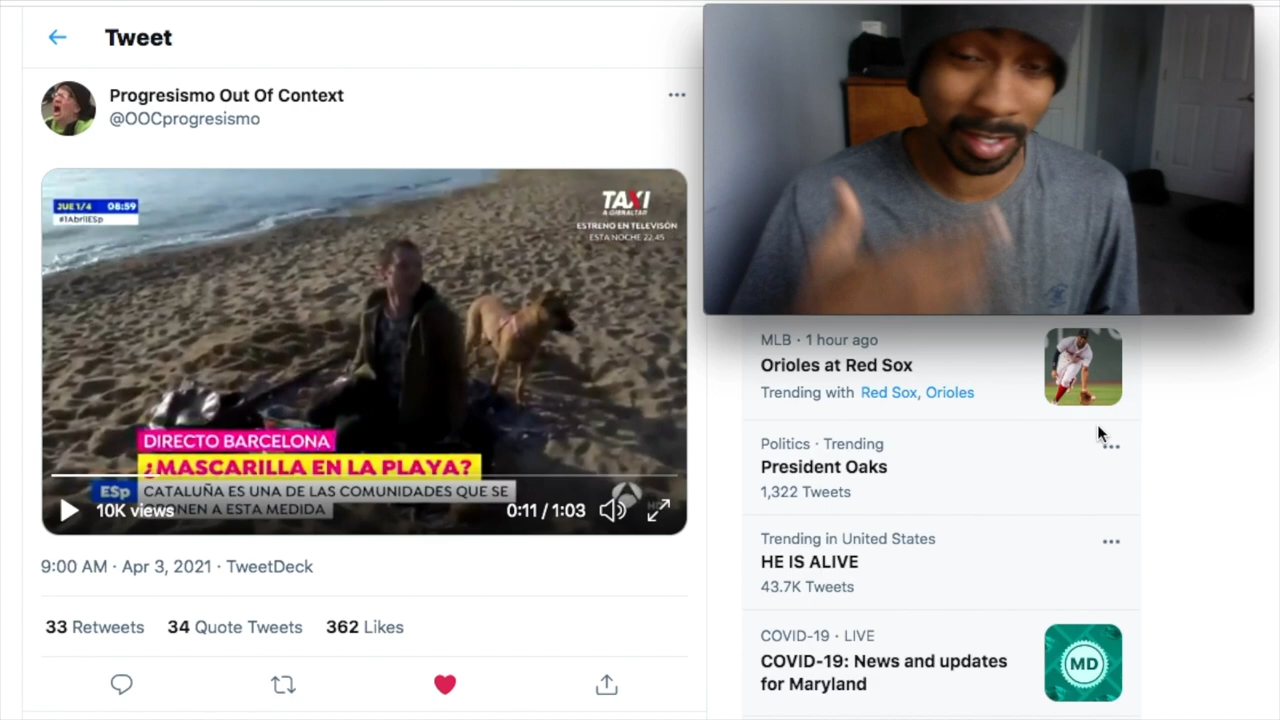 Tweet
Progresismo Out Of Context
@OOCprogresismo
JUE 1/4 08:59
#1AbrilESp
TAXI
A GIBRALTAR
ESTRENO EN TELEVISIÓN
ESTA NOCHE 22.45
DIRECTO BARCELONA
¿MASCARILLA EN LA PLAYA?
ESp
CATALUÑA ES UNA DE LAS COMUNIDADES QUE SE
ONEN A ESTA MEDIDA
10K views
0:11 / 1:03
9:00 AM · Apr 3, 2021 · TweetDeck
33 Retweets 34 Quote Tweets 362 Likes
MLB · 1 hour ago
Orioles at Red Sox
Trending with Red Sox, Orioles
Politics · Trending
President Oaks
1,322 Tweets
Trending in United States
HE IS ALIVE
43.7K Tweets
COVID-19 · LIVE
COVID-19: News and updates
for Maryland
MD